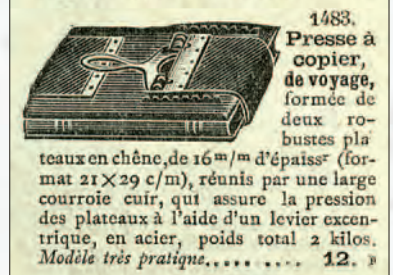 1483.
Presse à
copier,
de voyage,
formée de
deux ro-
bustes pla
teaux en chêne, de 16 m/m d'épaissr (for-
mat 21×29 c/m), réunis par une large
courroie cuir, qui assure la pression
des plateaux à l'aide d'un levier excen-
trique, en acier, poids total 2 kilos.
Modèle très pratique..... .... 12. »